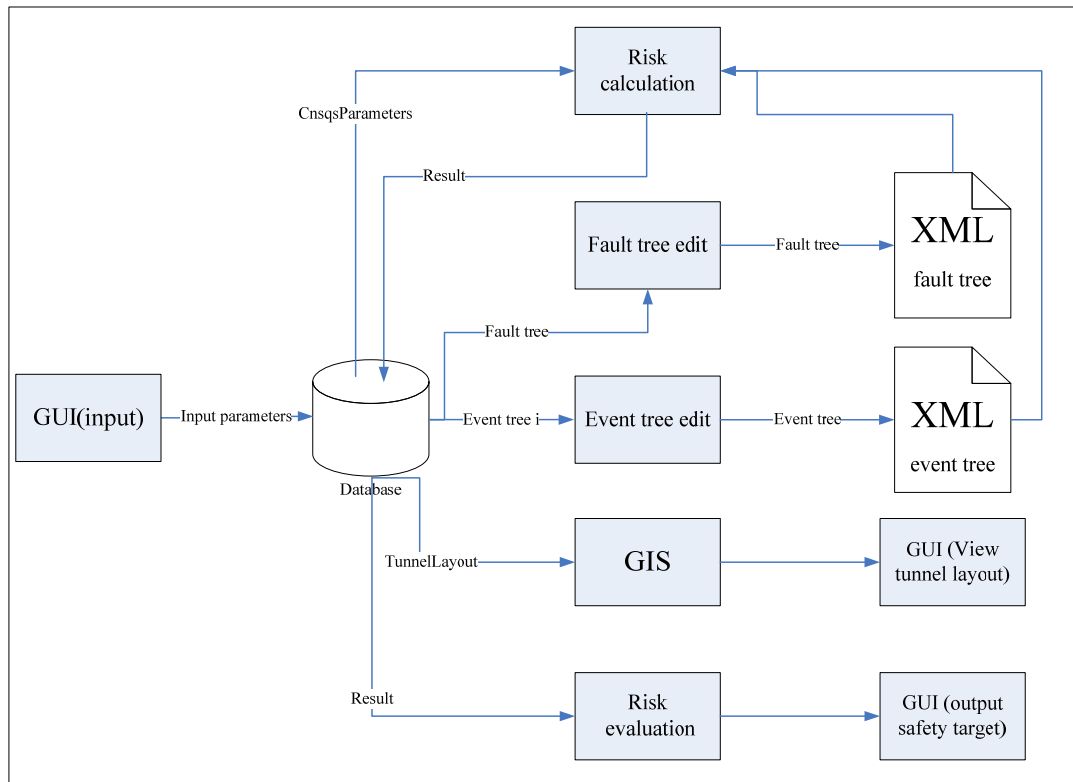 Risk
calculation
CnsqsParameters
Result
XML
fault tree
Fault tree edit
Fault tree
Fault tree
XML
event tree
GUI(input)
Input parameters
Database
Event tree i
Event tree edit
Event tree
TunnelLayout
GIS
GUI (View
tunnel layout)
Result
Risk
evaluation
GUI (output
safety target)